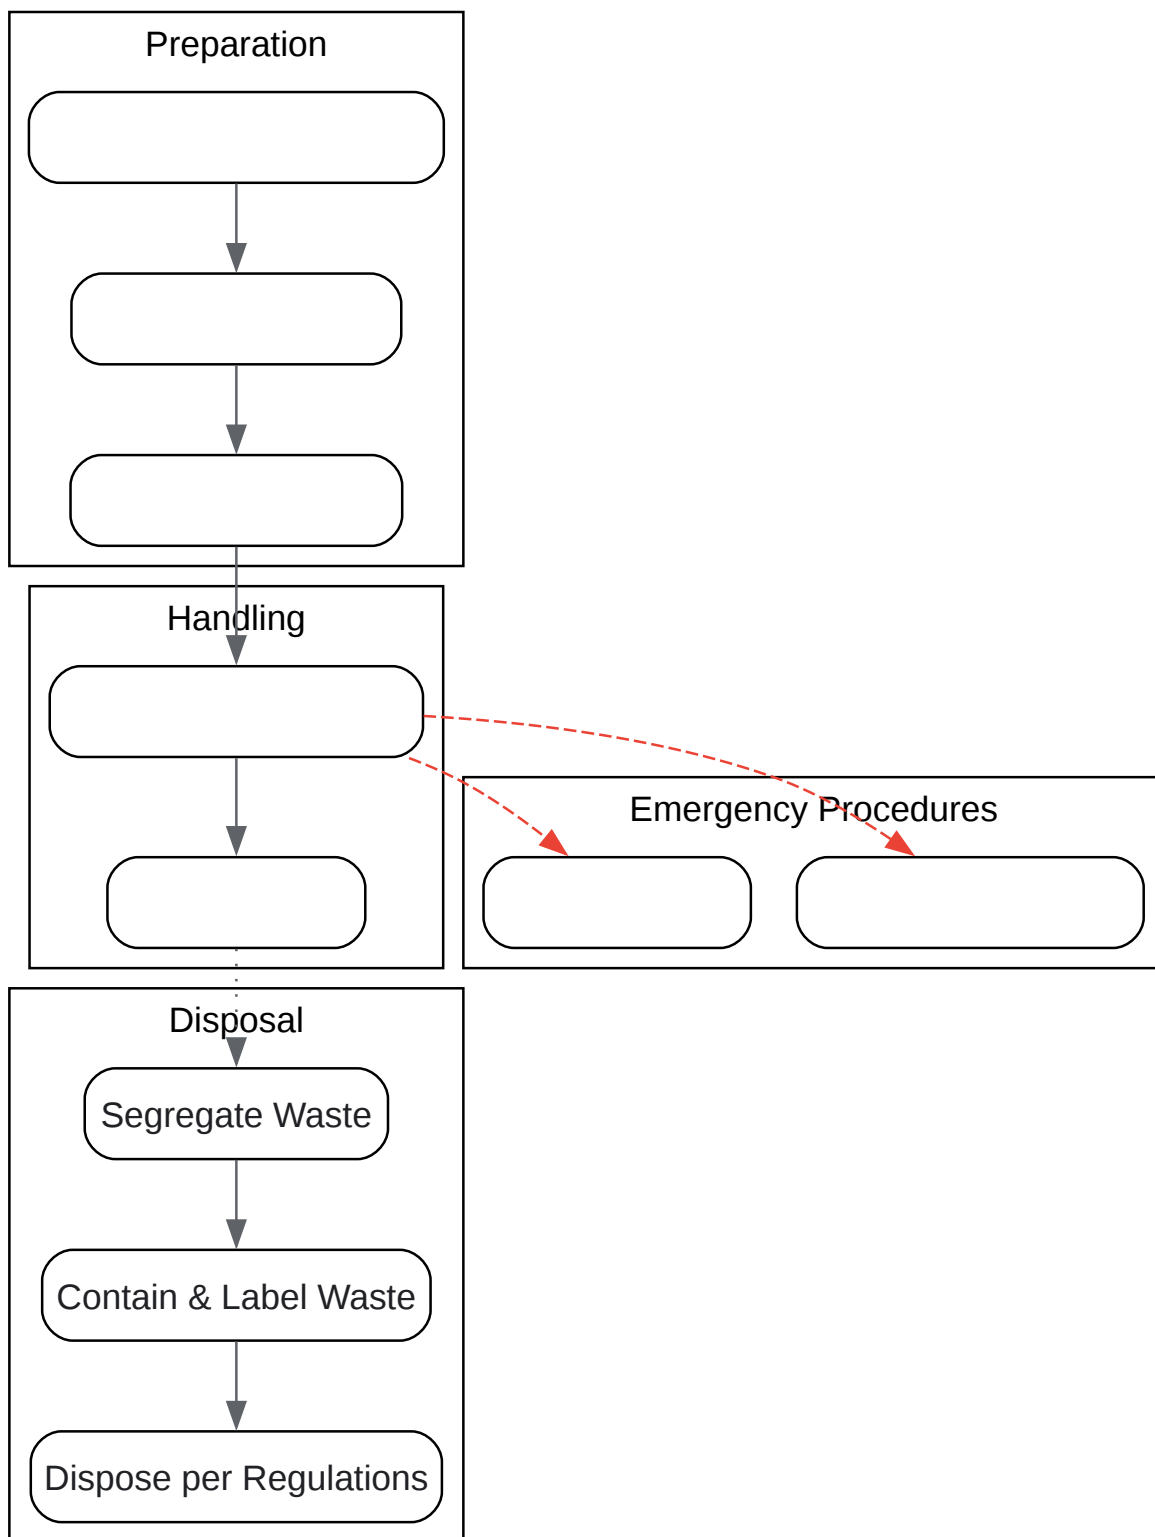 Preparation
Handling
Emergency Procedures
Disposal
Segregate Waste
Contain & Label Waste
Dispose per Regulations